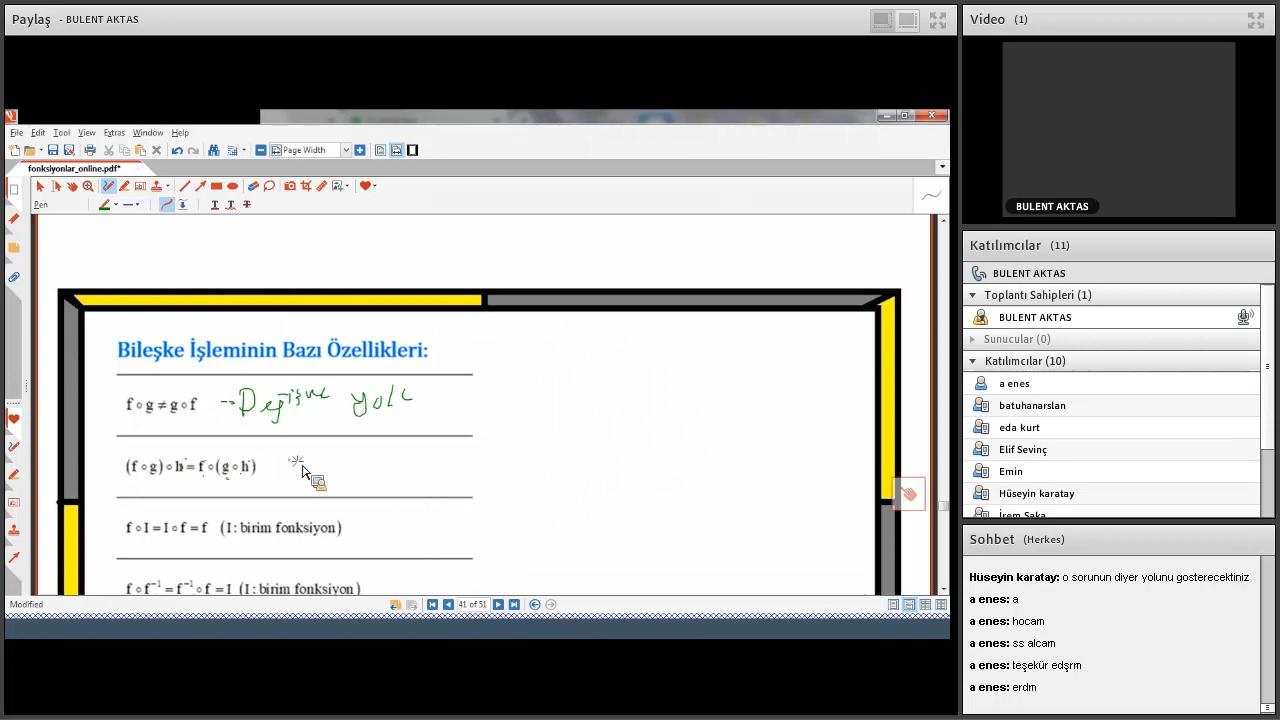 Paylaş - BULENT AKTAS
File Edit Tool View Extras Window Help
Page Width
fonksiyonlar_online.pdf*
Pen
Bileşke İşleminin Bazı Özellikleri:
f∘g≠g∘f → Değişme yok
(f∘g)∘h=f∘(g∘h)
f∘I=I∘f=f (I: birim fonksiyon)
f∘f⁻¹=f⁻¹∘f=I (I: birim fonksiyon)
Modified
41 of 51
Video (1)
BULENT AKTAS
Katılımcılar (11)
BULENT AKTAS
Toplantı Sahipleri (1)
BULENT AKTAS
Sunucular (0)
Katılımcılar (10)
a enes
batuhanarslan
eda kurt
Elif Sevinç
Emin
Hüseyin karatay
İrem Saka
Sohbet (Herkes)
Hüseyin karatay: o sorunun diyer yolunu gosterecektiniz
a enes: a
a enes: hocam
a enes: ss alcam
a enes: teşekür edşrm
a enes: erdm